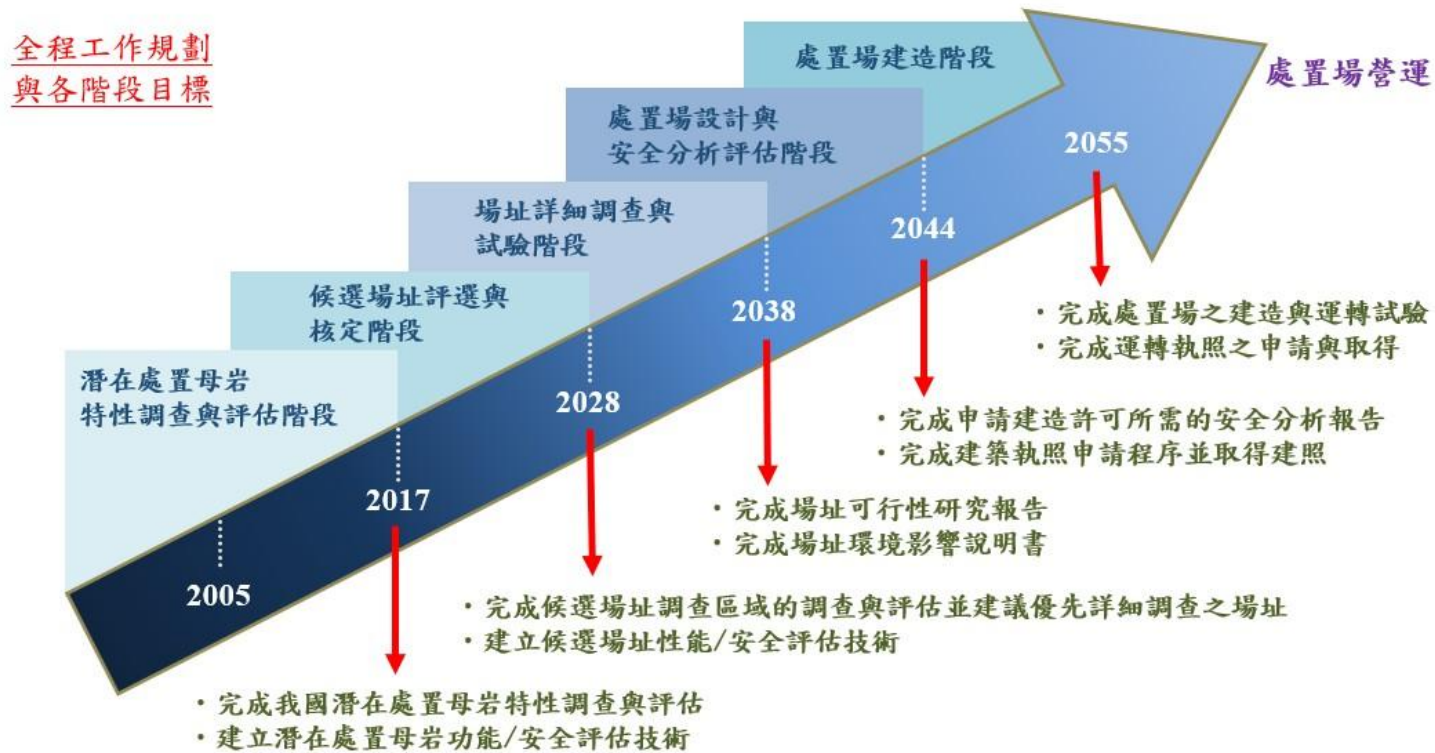 全程工作規劃
與各階段目標
處置場建造階段
處置場營運
處置場設計與
安全分析評估階段
場址詳細調查與
試驗階段
候選場址評選與
核定階段
潛在處置母岩
特性調查與評估階段
2005
2017
2028
2038
2044
2055
・完成處置場之建造與運轉試驗
・完成運轉執照之申請與取得
・完成申請建造許可所需的安全分析報告
・完成建築執照申請程序並取得建照
・完成場址可行性研究報告
・完成場址環境影響說明書
・完成候選場址調查區域的調查與評估並建議優先詳細調查之場址
・建立候選場址性能/安全評估技術
・完成我國潛在處置母岩特性調查與評估
・建立潛在處置母岩功能/安全評估技術